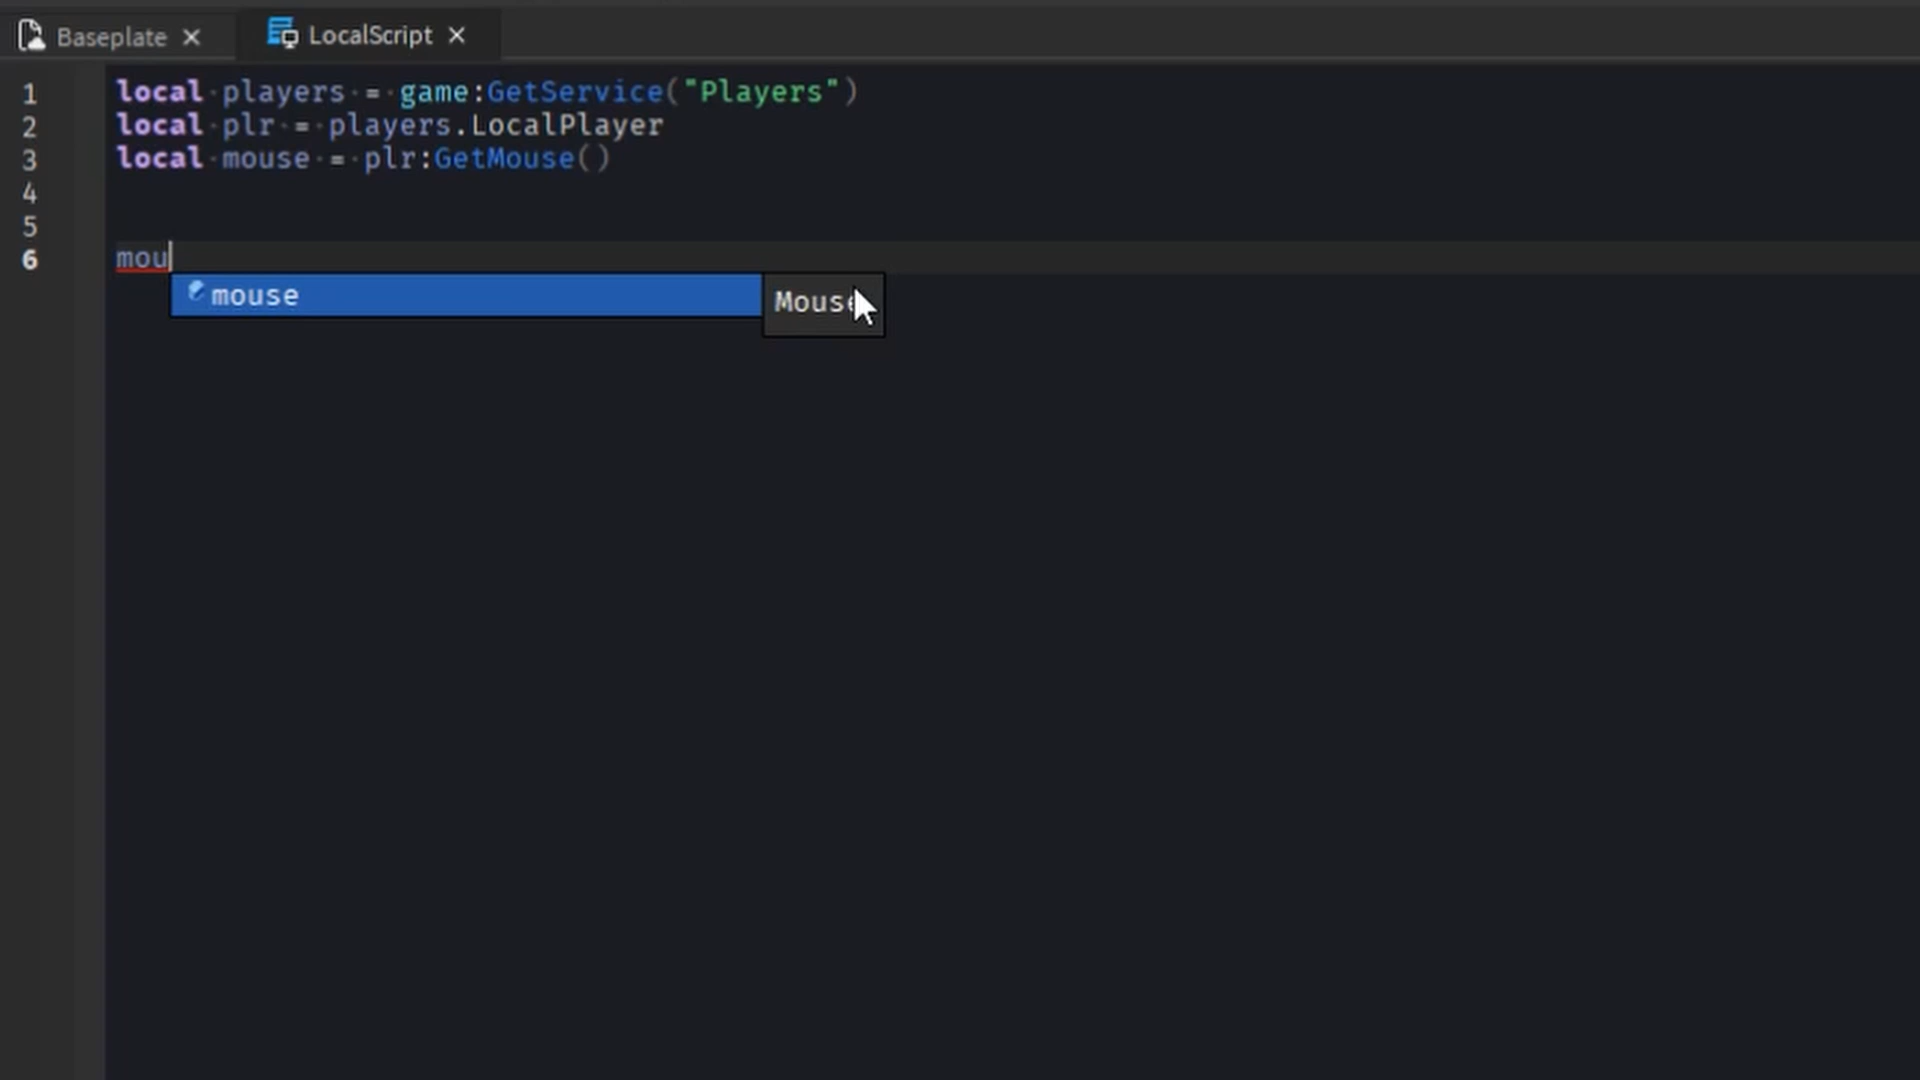 Baseplate
LocalScript
1 local players = game:GetService("Players")
2 local plr = players.LocalPlayer
3 local mouse = plr:GetMouse()
4
5
6 mou
mouse
Mouse